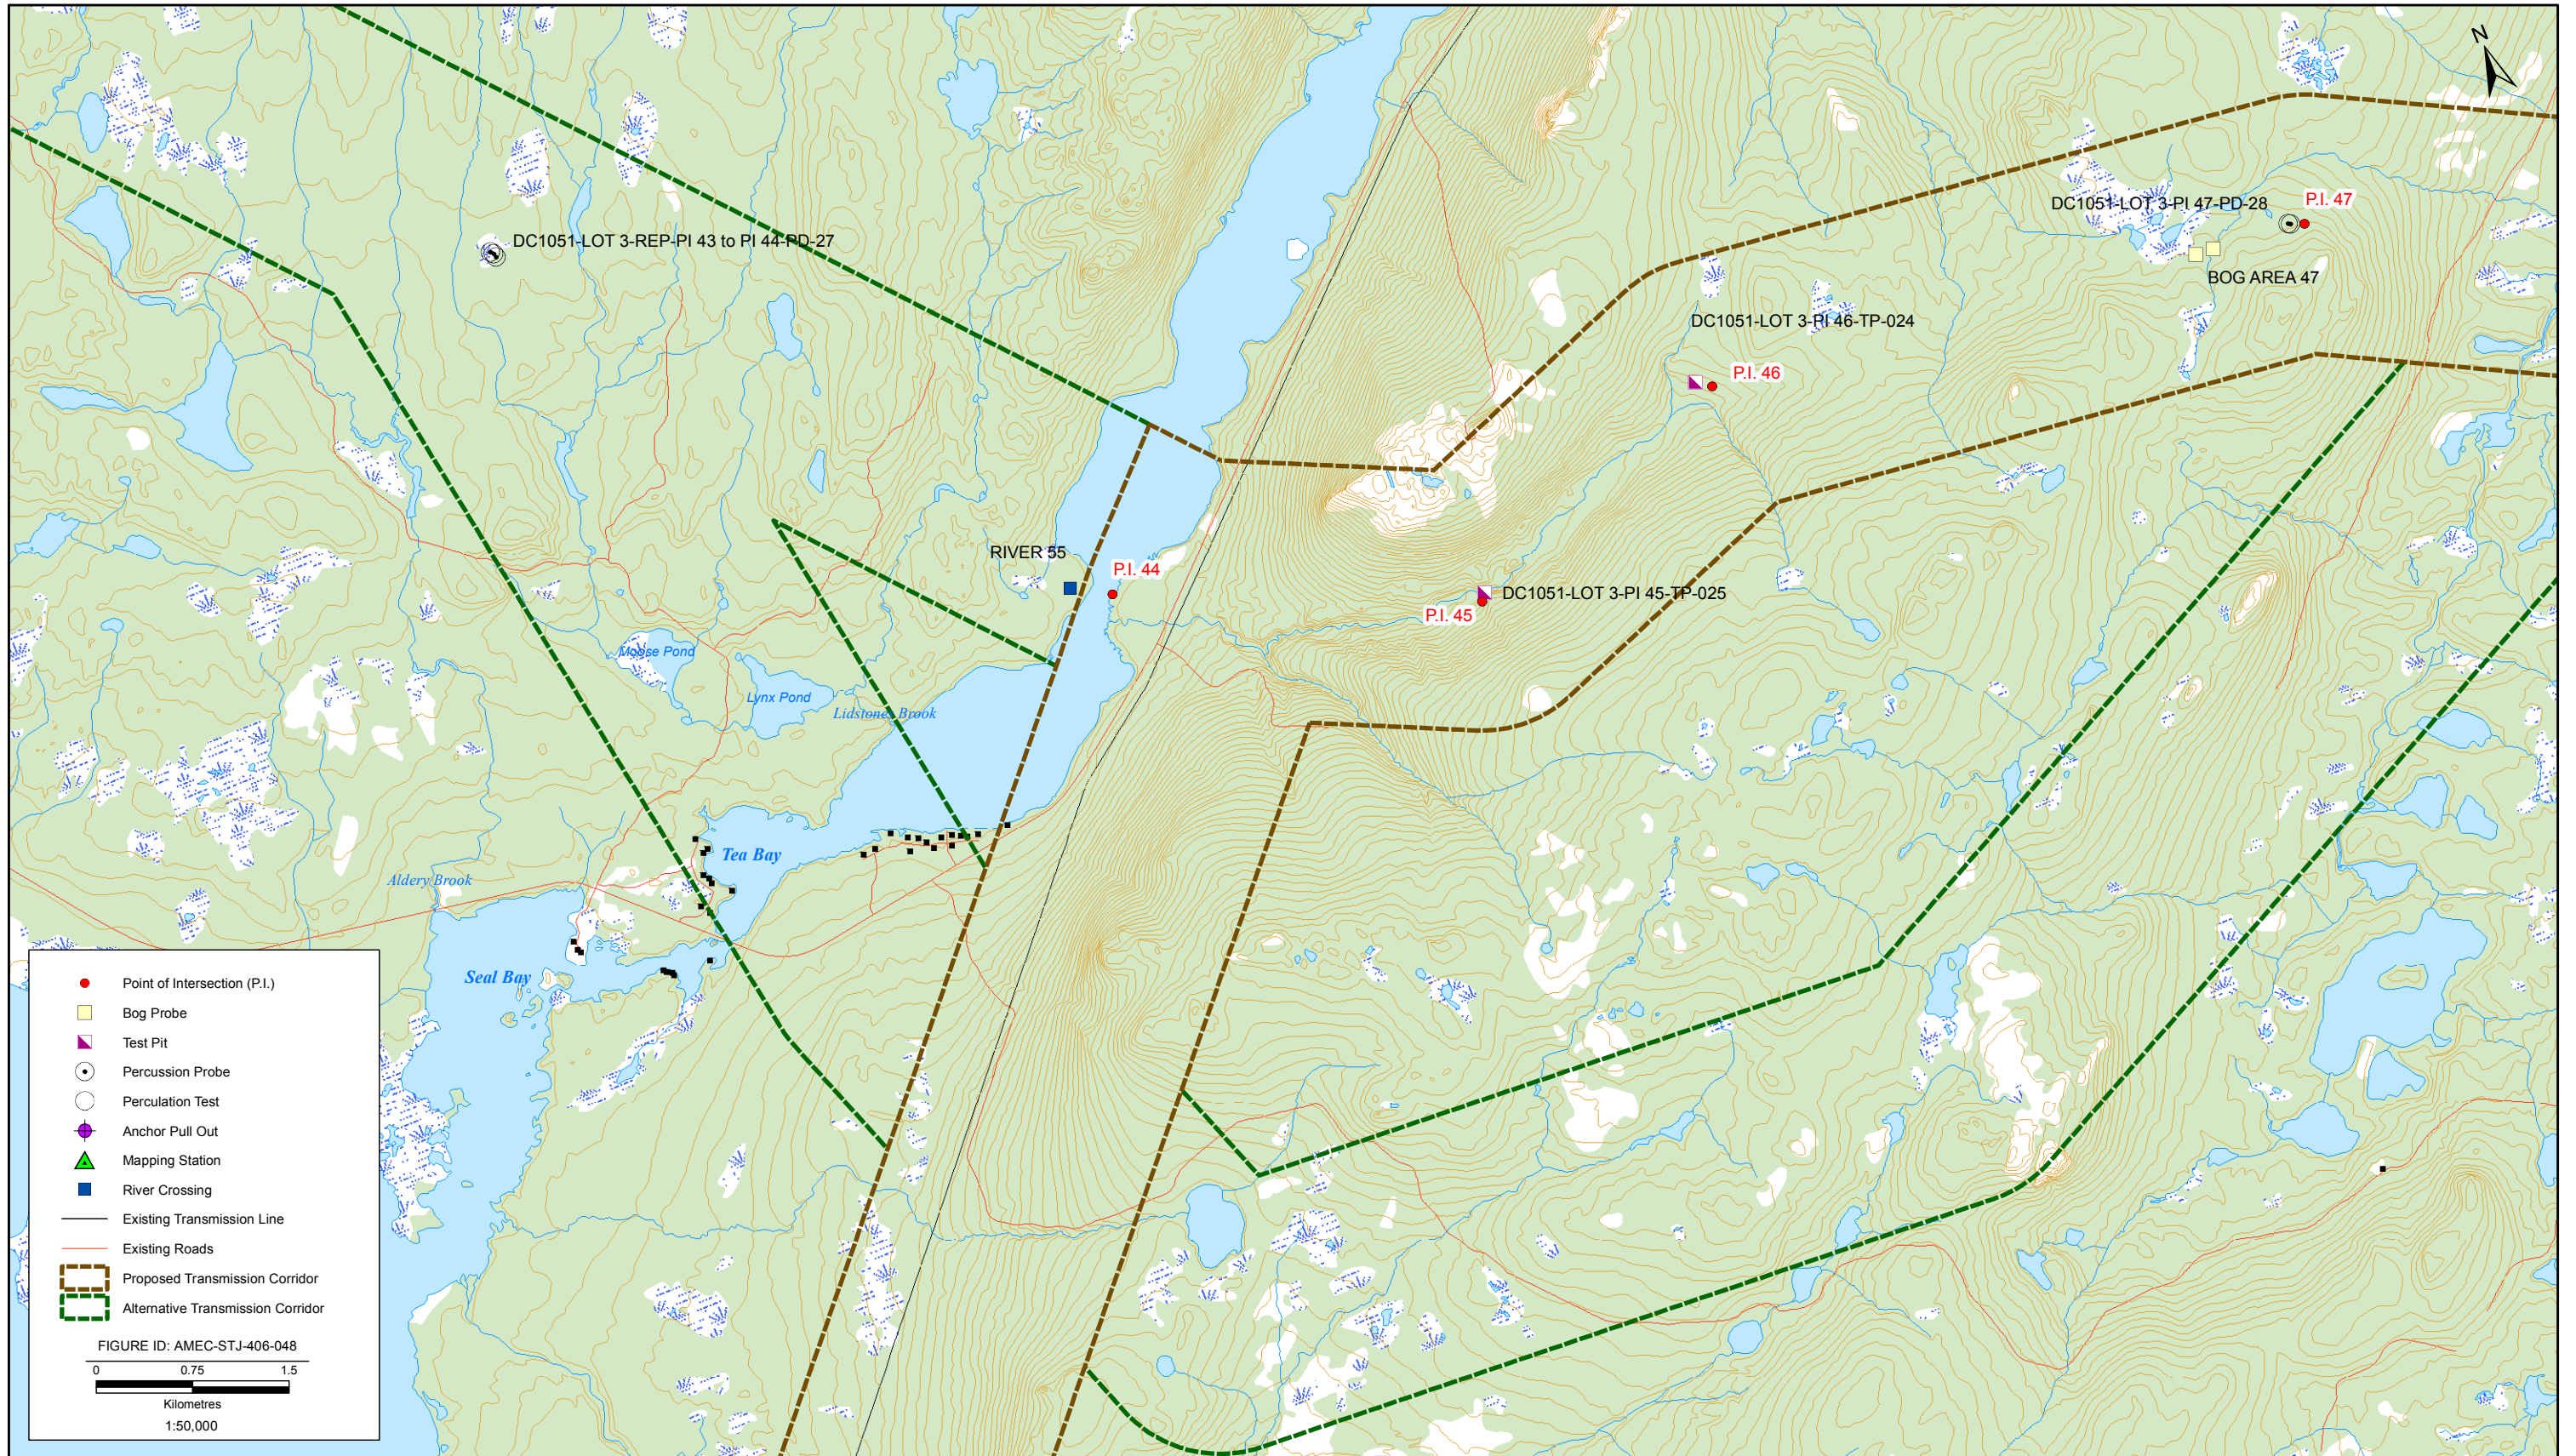 N
DC1051-LOT 3-PI 47-PD-28
P.I. 47
DC1051-LOT 3-REP-PI 43 to PI 44-PD-27
BOG AREA 47
DC1051-LOT 3-PI 46-TP-024
P.I. 46
RIVER 55
P.I. 44
DC1051-LOT 3-PI 45-TP-025
P.I. 45
Moose Pond
Lynx Pond
Lidstones Brook
Tea Bay
Aldery Brook
Seal Bay
Point of Intersection (P.I.)
Bog Probe
Test Pit
Percussion Probe
Perculation Test
Anchor Pull Out
Mapping Station
River Crossing
Existing Transmission Line
Existing Roads
Proposed Transmission Corridor
Alternative Transmission Corridor
FIGURE ID: AMEC-STJ-406-048
0 0.75 1.5
Kilometres
1:50,000